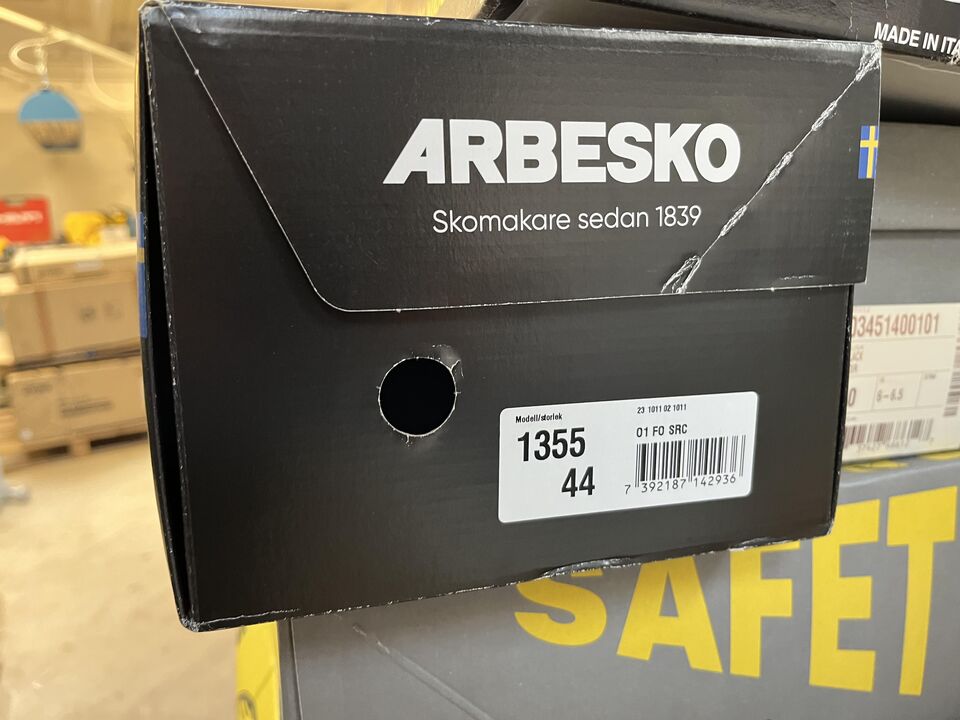 MADE IN ITA
ARBESKO
Skomakare sedan 1839
Modell/storlek
1355
44
23 1011 02 1011
01 FO SRC
7 392187 142936
03451400101
6-6.5
SAFET